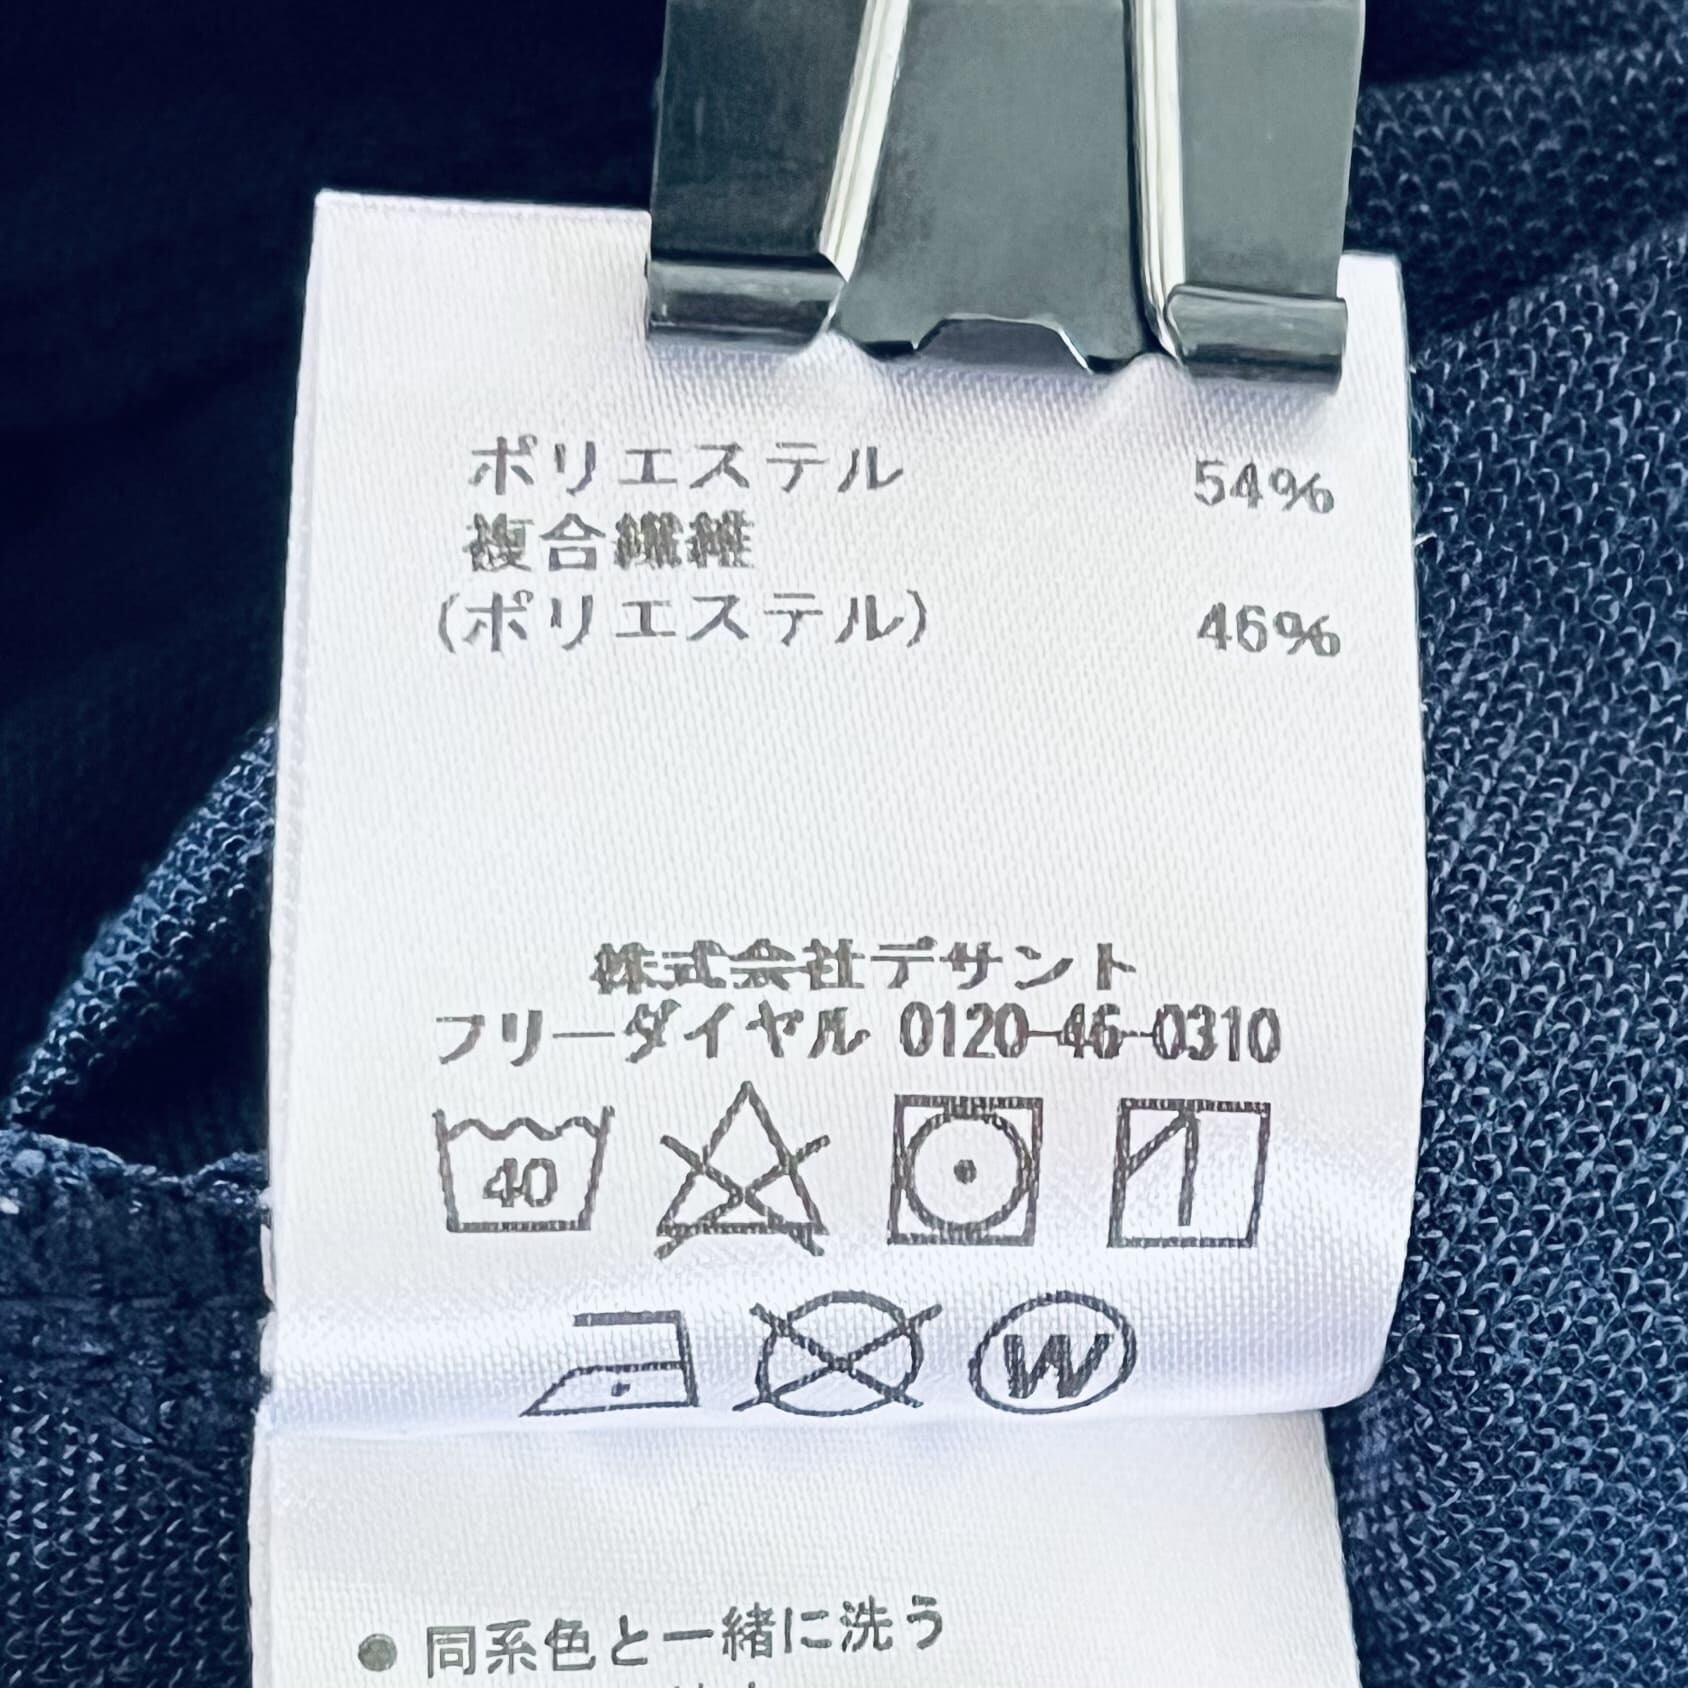 ポリエステル 54%
複合繊維
(ポリエステル) 46%
株式会社デサント
フリーダイヤル 0120-46-0310
40
W
● 同系色と一緒に洗う